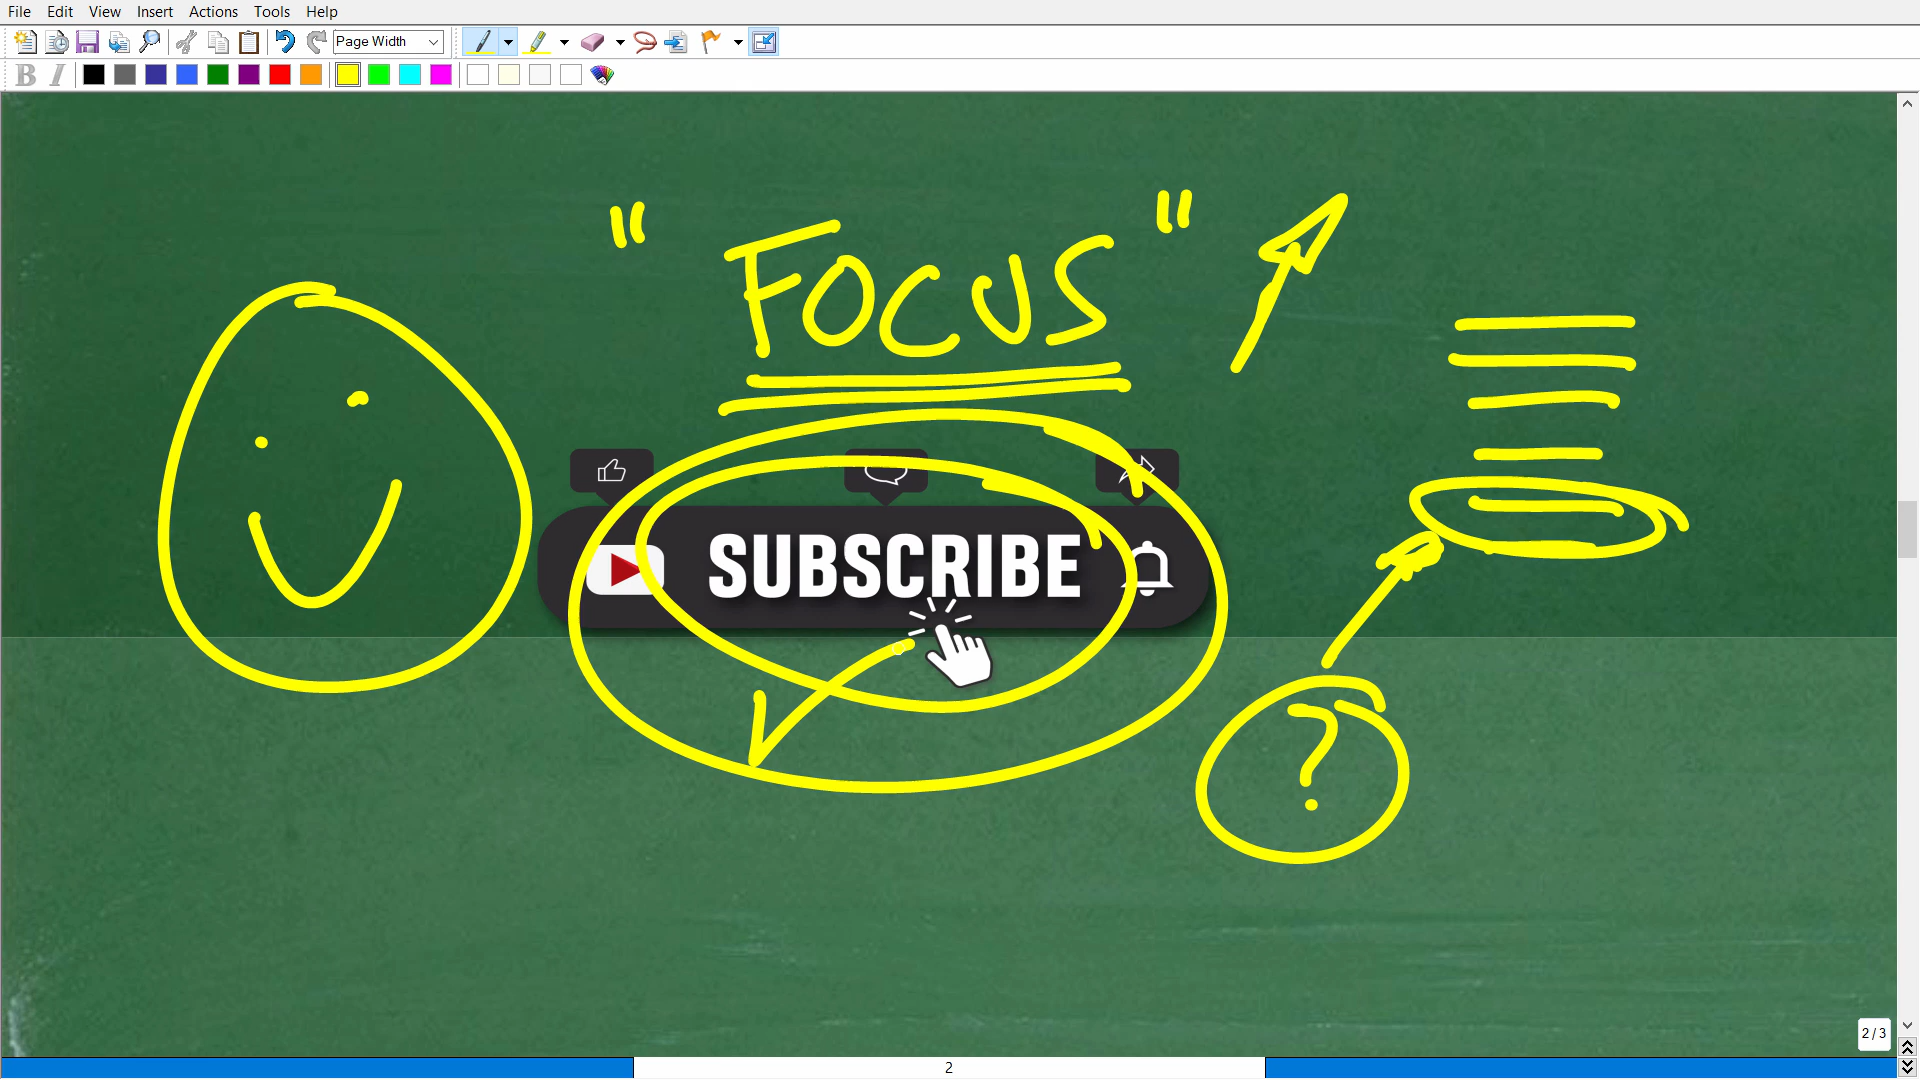 File Edit View Insert Actions Tools Help
Page Width
B I
" FOCUS "
SUBSCRIBE
?
2 / 3
2